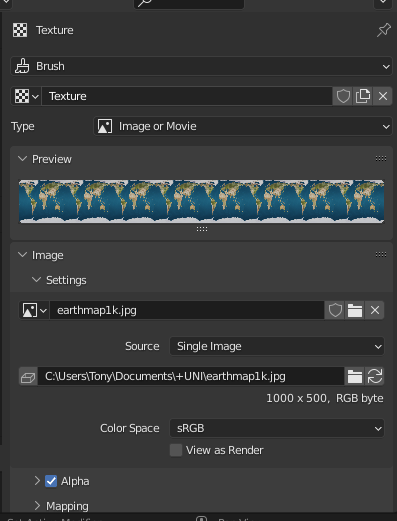 Texture
Brush
Texture
Type Image or Movie
Preview
Image
Settings
earthmap1k.jpg
Source Single Image
C:\Users\Tony\Documents\+UNI\earthmap1k.jpg
1000 x 500, RGB byte
Color Space sRGB
View as Render
Alpha
Mapping